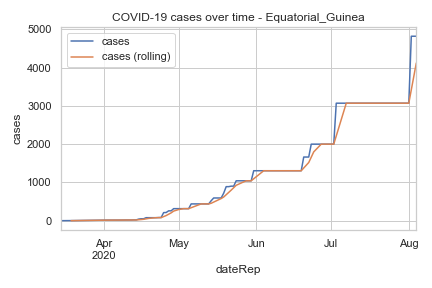 COVID-19 cases over time - Equatorial_Guinea
cases
cases (rolling)
5000
4000
3000
2000
1000
0
cases
Apr
2020
May
Jun
Jul
Aug
dateRep